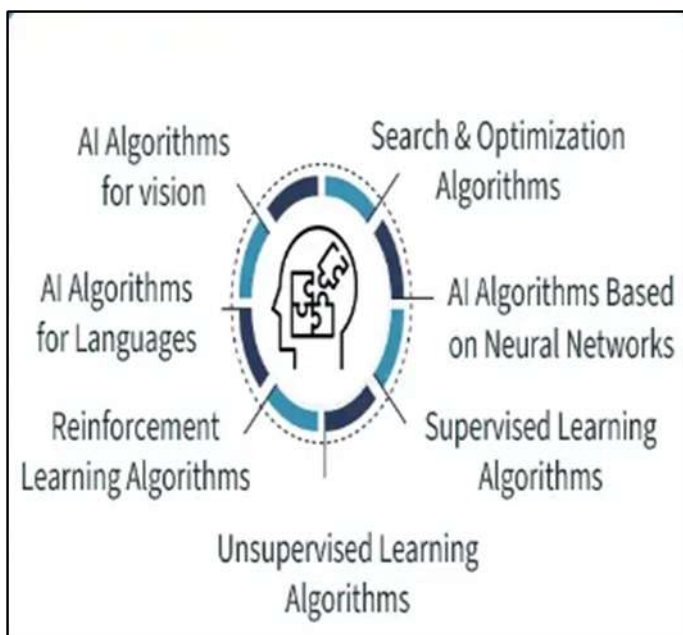 AI Algorithms
for vision
Search & Optimization
Algorithms
AI Algorithms
for Languages
AI Algorithms Based
on Neural Networks
Reinforcement
Learning Algorithms
Supervised Learning
Algorithms
Unsupervised Learning
Algorithms